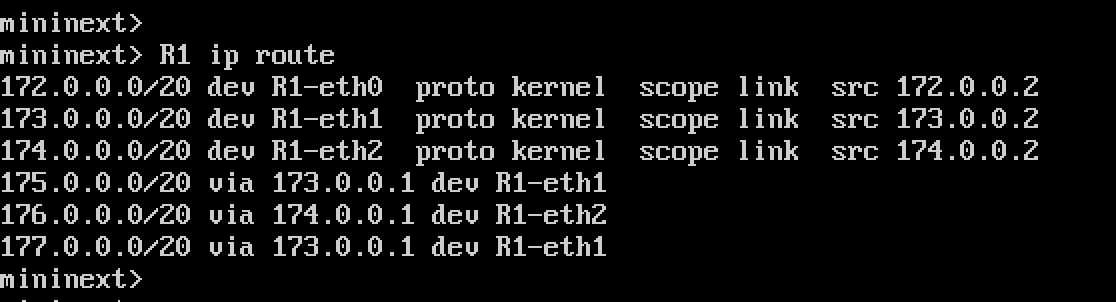 mininext>
mininext> R1 ip route
172.0.0.0/20 dev R1-eth0  proto kernel  scope link  src 172.0.0.2
173.0.0.0/20 dev R1-eth1  proto kernel  scope link  src 173.0.0.2
174.0.0.0/20 dev R1-eth2  proto kernel  scope link  src 174.0.0.2
175.0.0.0/20 via 173.0.0.1 dev R1-eth1
176.0.0.0/20 via 174.0.0.1 dev R1-eth2
177.0.0.0/20 via 173.0.0.1 dev R1-eth1
mininext>